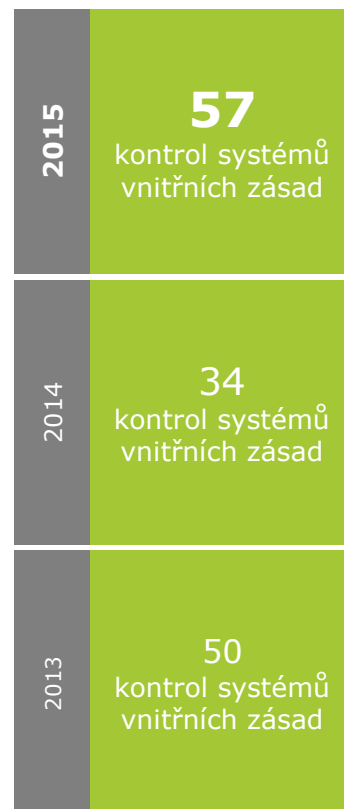 2015
57
kontrol systémů
vnitřních zásad
2014
34
kontrol systémů
vnitřních zásad
2013
50
kontrol systémů
vnitřních zásad